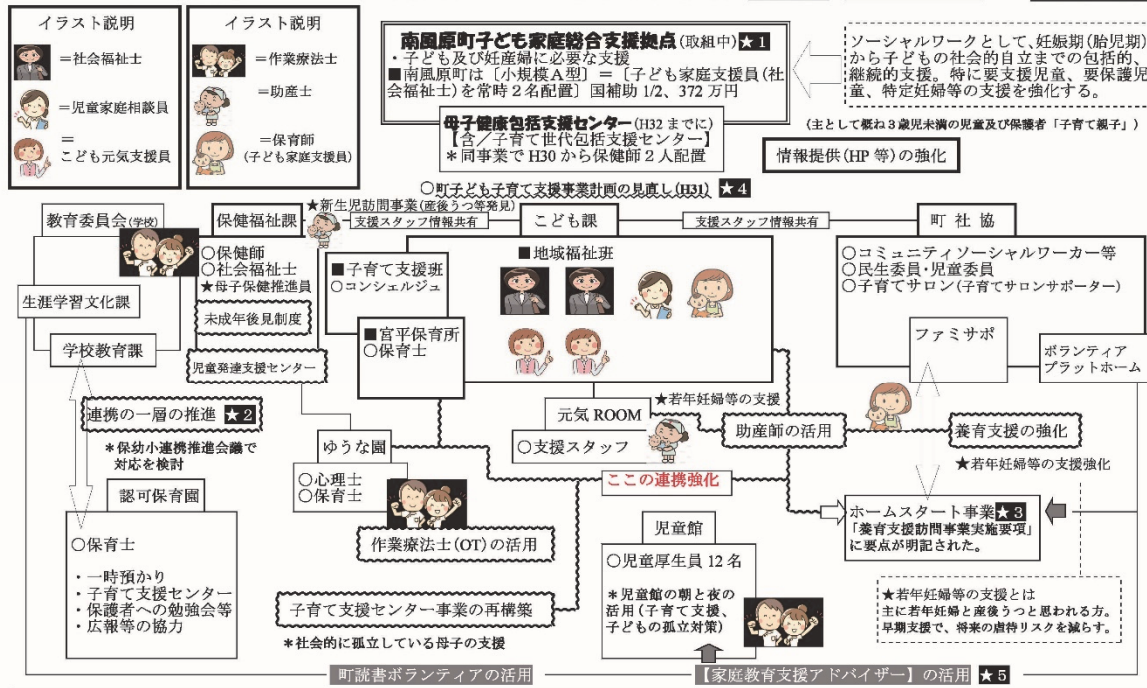 イラスト説明
=社会福祉士
=児童家庭相談員
=
こども元気支援員
イラスト説明
=作業療法士
=助産士
=保育師
(子ども家庭支援員)
南風原町子ども家庭総合支援拠点(取組中)★1
・子ども及び妊産婦に必要な支援
■南風原町は〔小規模A型〕=〔子ども家庭支援員(社
会福祉士)を常時2名配置〕国補助 1/2、372 万円
母子健康包括支援センター(H32 までに)
【含/子育て世代包括支援センター】
*同事業で H30 から保健師2人配置
ソーシャルワークとして、妊娠期(胎児期)
から子どもの社会的自立までの包括的、
継続的支援。特に要支援児童、要保護児
童、特定妊婦等の支援を強化する。
(主として概ね3歳児未満の児童及び保護者「子育て親子」)
情報提供(HP 等)の強化
○町子ども子育て支援事業計画の見直し(H31) ★4
★新生児訪問事業(産後うつ等発見)
教育委員会(学校)
生涯学習文化課
学校教育課
保健福祉課
○保健師
○社会福祉士
★母子保健推進員
未成年後見制度
児童発達支援センター
支援スタッフ情報共有
こども課
支援スタッフ情報共有
■子育て支援班
○コンシェルジュ
■宮平保育所
○保育士
■地域福祉班
町 社 協
○コミュニティソーシャルワーカー等
○民生委員・児童委員
○子育てサロン(子育てサロンサポーター)
ファミサポ
ボランティア
プラットホーム
連携の一層の推進 ★2
*保幼小連携推進会議で
対応を検討
認可保育園
○保育士
・一時預かり
・子育て支援センター
・保護者への勉強会等
・広報等の協力
ゆうな園
○心理士
○保育士
作業療法士(OT)の活用
子育て支援センター事業の再構築
*社会的に孤立している母子の支援
元気 ROOM
○支援スタッフ
★若年妊婦等の支援
助産師の活用
養育支援の強化
★若年妊婦等の支援強化
ここの連携強化
児童館
○児童厚生員 12 名
*児童館の朝と夜の
活用(子育て支援、
子どもの孤立対策)
ホームスタート事業★3
「養育支援訪問事業実施要項」
に要点が明記された。
★若年妊婦等の支援とは
主に若年妊婦と産後うつと思われる方。
早期支援で、将来の虐待リスクを減らす。
町読書ボランティアの活用
【家庭教育支援アドバイザー】の活用 ★5